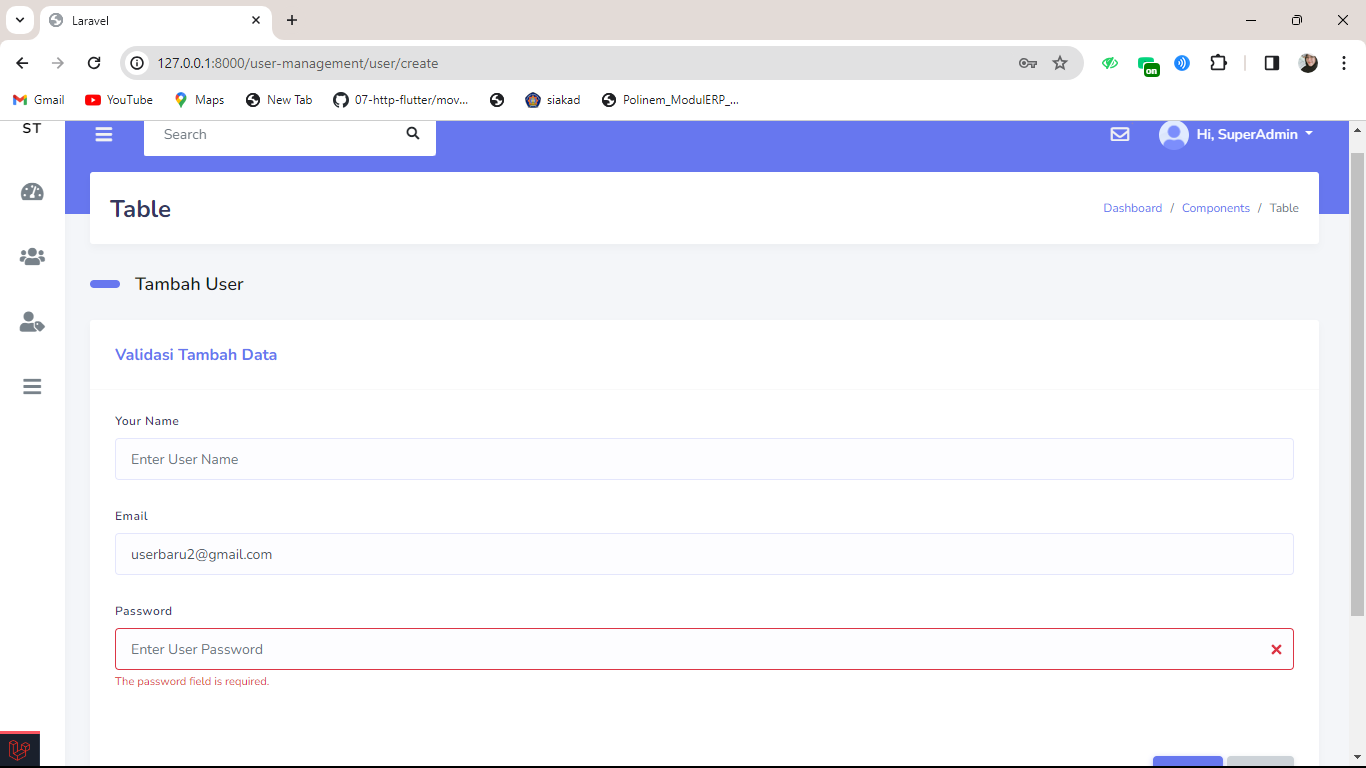 Laravel
127.0.0.1:8000/user-management/user/create
on
Gmail
YouTube
Maps
New Tab
07-http-flutter/mov...
siakad
Polinem_ModulERP_...
ST
Search
Hi, SuperAdmin
Table
Dashboard / Components / Table
Tambah User
Validasi Tambah Data
Your Name
Enter User Name
Email
userbaru2@gmail.com
Password
Enter User Password
The password field is required.